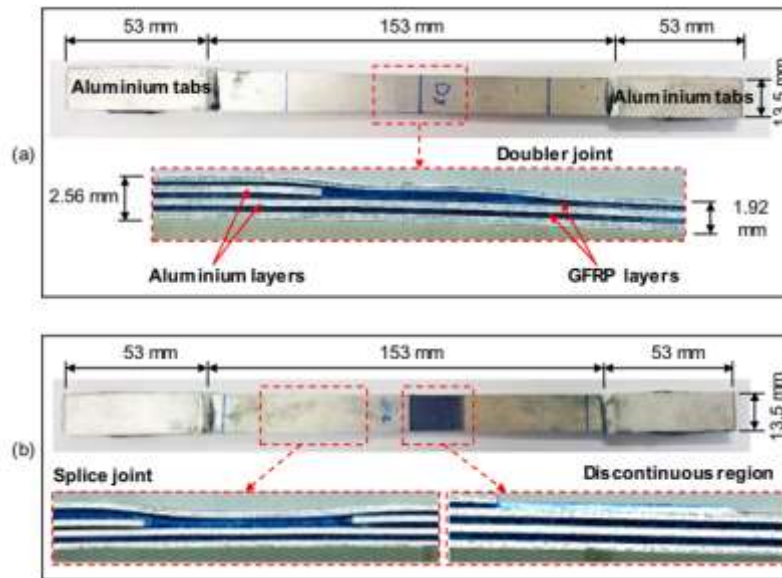 53 mm 153 mm 53 mm
Aluminium tabs Aluminium tabs
13.5 mm
(a)
Doubler joint
2.56 mm
1.92
mm
Aluminium layers GFRP layers
53 mm 153 mm 53 mm
13.5 mm
(b)
Splice joint Discontinuous region